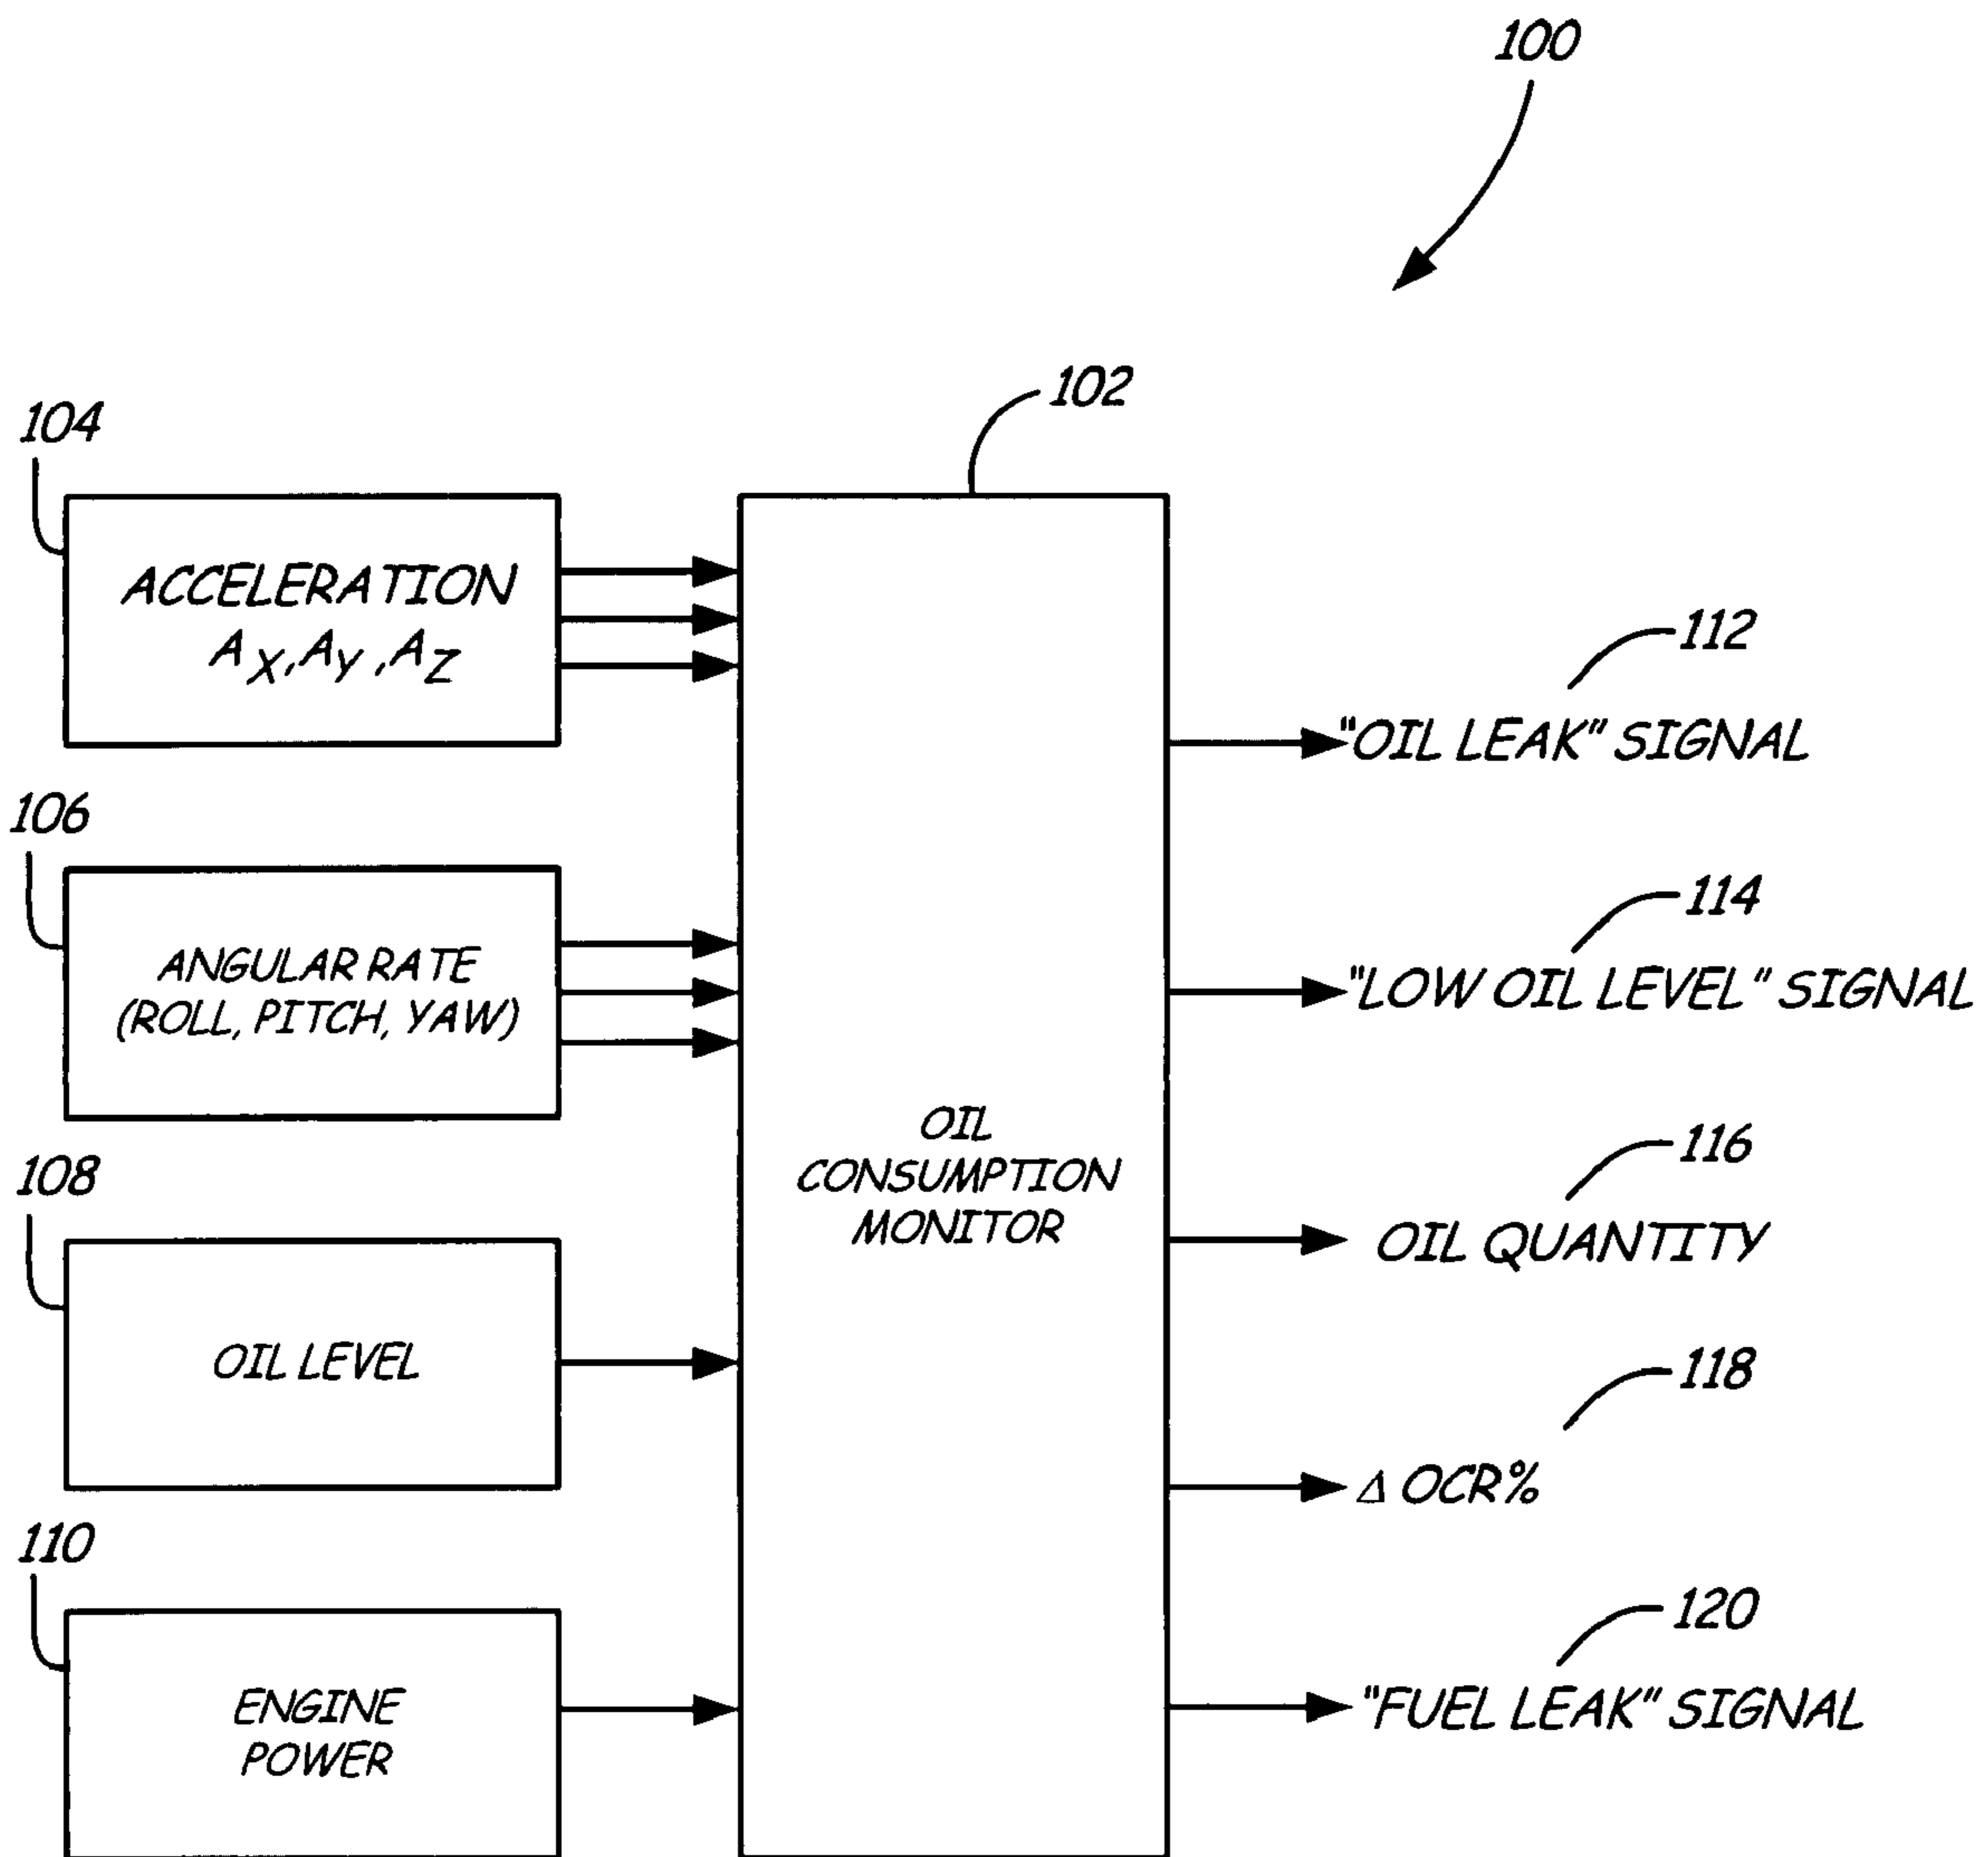 100
102
104
ACCELERATION
AX, AY, AZ
112
"OIL LEAK" SIGNAL
106
ANGULAR RATE
(ROLL, PITCH, YAW)
114
"LOW OIL LEVEL" SIGNAL
OIL
CONSUMPTION
MONITOR
116
OIL QUANTITY
108
OIL LEVEL
118
Δ OCR%
110
ENGINE
POWER
120
"FUEL LEAK" SIGNAL